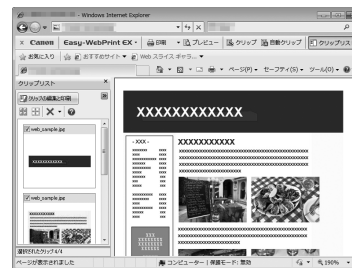 - Windows Internet Explorer
Canon Easy-WebPrint EX 印刷 プレビュー クリップ 自動クリップ クリップリス
お気に入り おすすめサイト Web スライス ギャラ...
ページ(P) セーフティ(S) ツール(O)
クリップリスト
クリップの編集と印刷
web_sample.jpg
XXXXXXXXXXX.
web_sample.jpg
選択されたクリップ 4/4
XXXXXXXXXXXX
- XXX -
XXXXXXXXXXX
ページが表示されました
コンピューター | 保護モード: 無効
190%